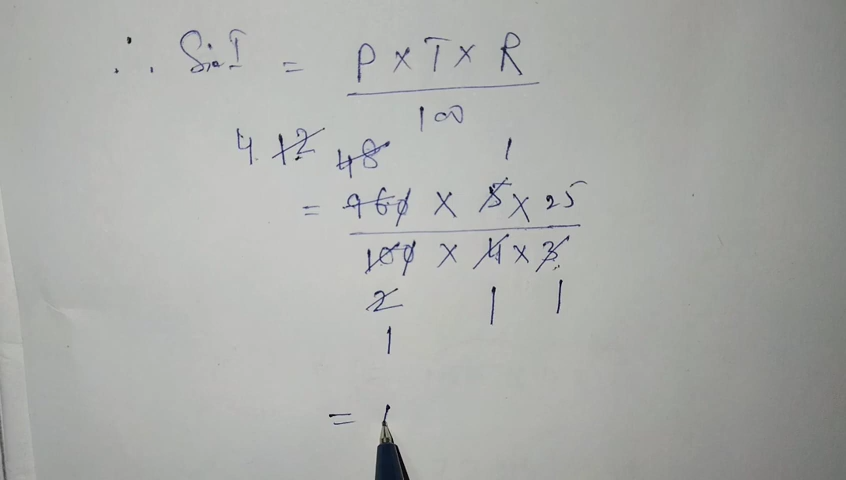 ∴ S.I = P × T × R
100
4. 12 48 1
= 960 × 5 × 25
100 × 4 × 3
2 1 1
1
=